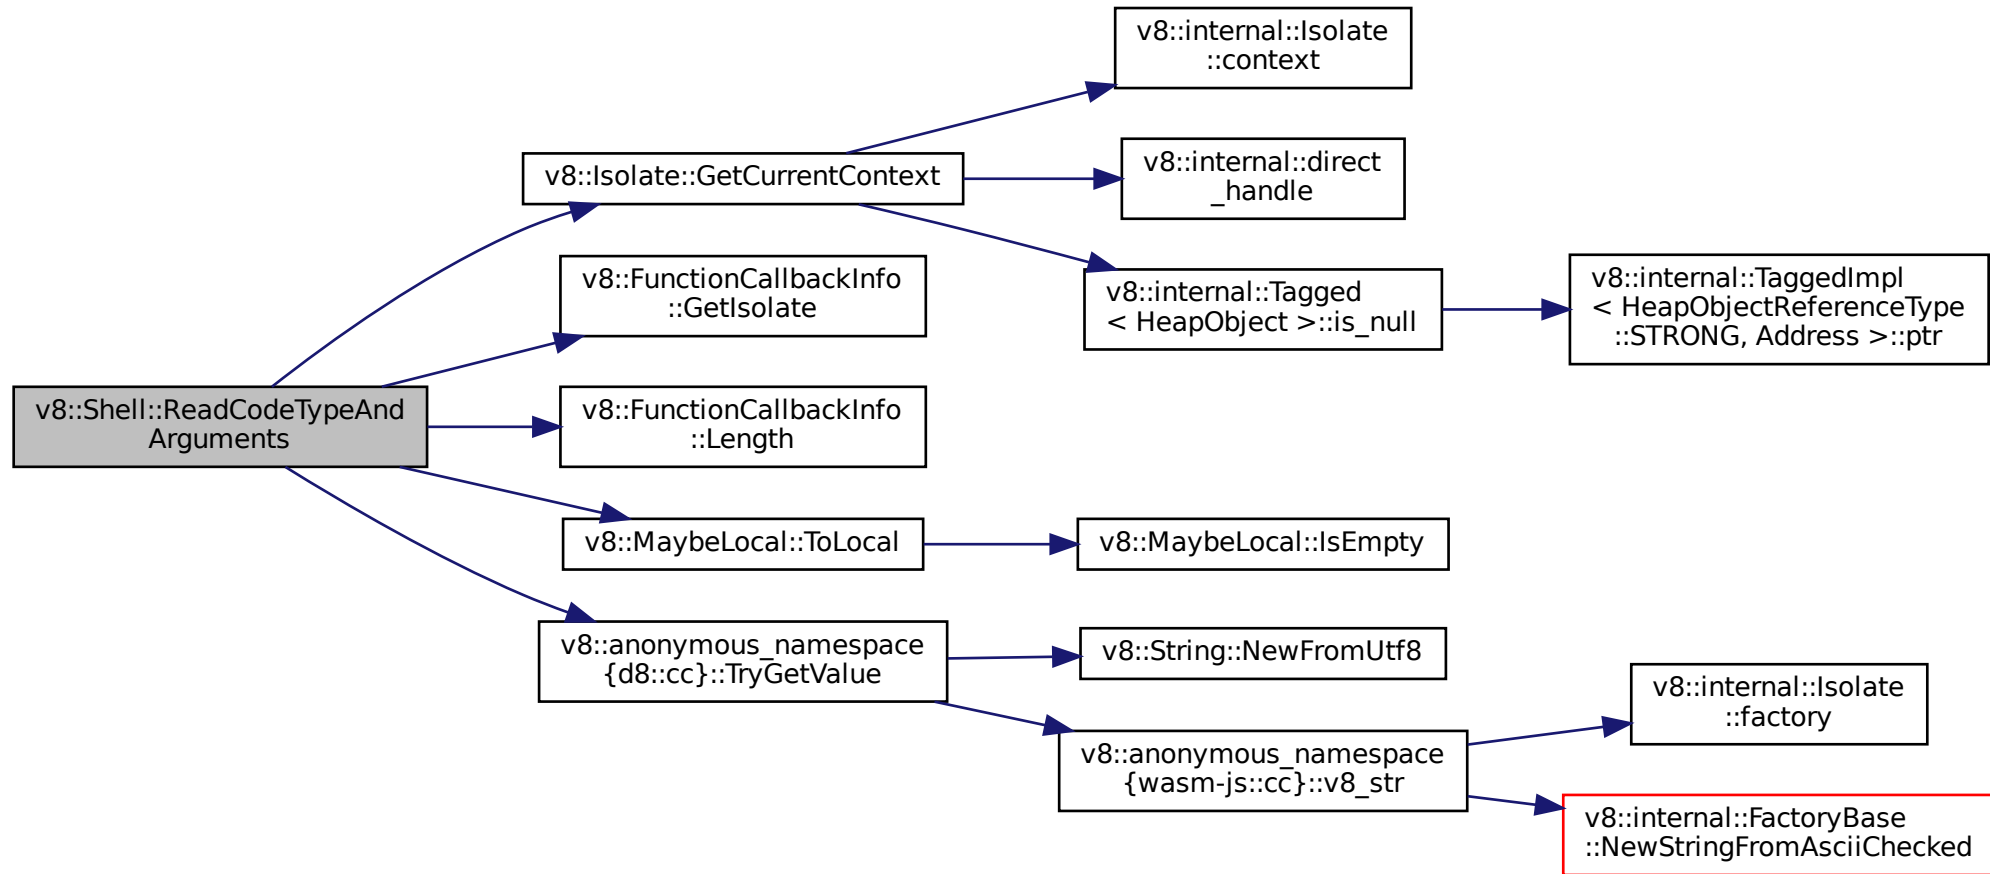 v8::Shell::ReadCodeTypeAnd
Arguments
v8::Isolate::GetCurrentContext
v8::internal::Isolate
::context
v8::internal::direct
_handle
v8::internal::Tagged
< HeapObject >::is_null
v8::internal::TaggedImpl
< HeapObjectReferenceType
::STRONG, Address >::ptr
v8::FunctionCallbackInfo
::GetIsolate
v8::FunctionCallbackInfo
::Length
v8::MaybeLocal::ToLocal
v8::MaybeLocal::IsEmpty
v8::anonymous_namespace
{d8::cc}::TryGetValue
v8::String::NewFromUtf8
v8::anonymous_namespace
{wasm-js::cc}::v8_str
v8::internal::Isolate
::factory
v8::internal::FactoryBase
::NewStringFromAsciiChecked